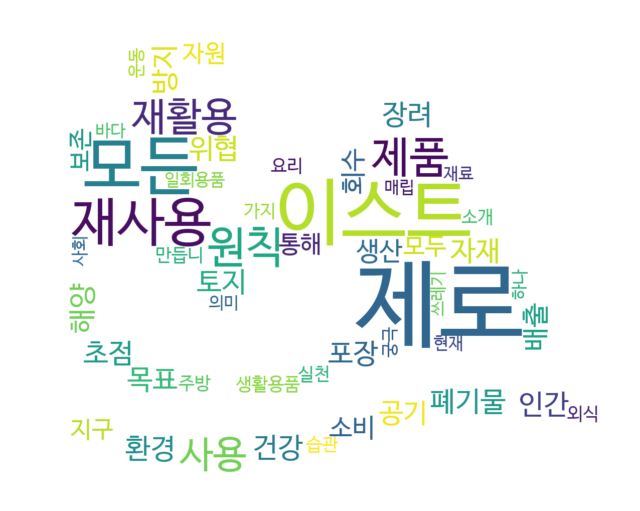 운동
방지
자원
재활용
장려
바다
보존
모든
위협
요리
회수
제품
매립
재료
일회용품
재사용
가지
이스트
소개
사회
만듭니
원칙
통해
생산
모두
자재
토지
의미
해양
제로
쓰레기
하나
배출
초점
포장
궁극
현재
목표
주방
생활용품
실천
지구
환경
사용
건강
습관
소비
공기
폐기물
인간
외식